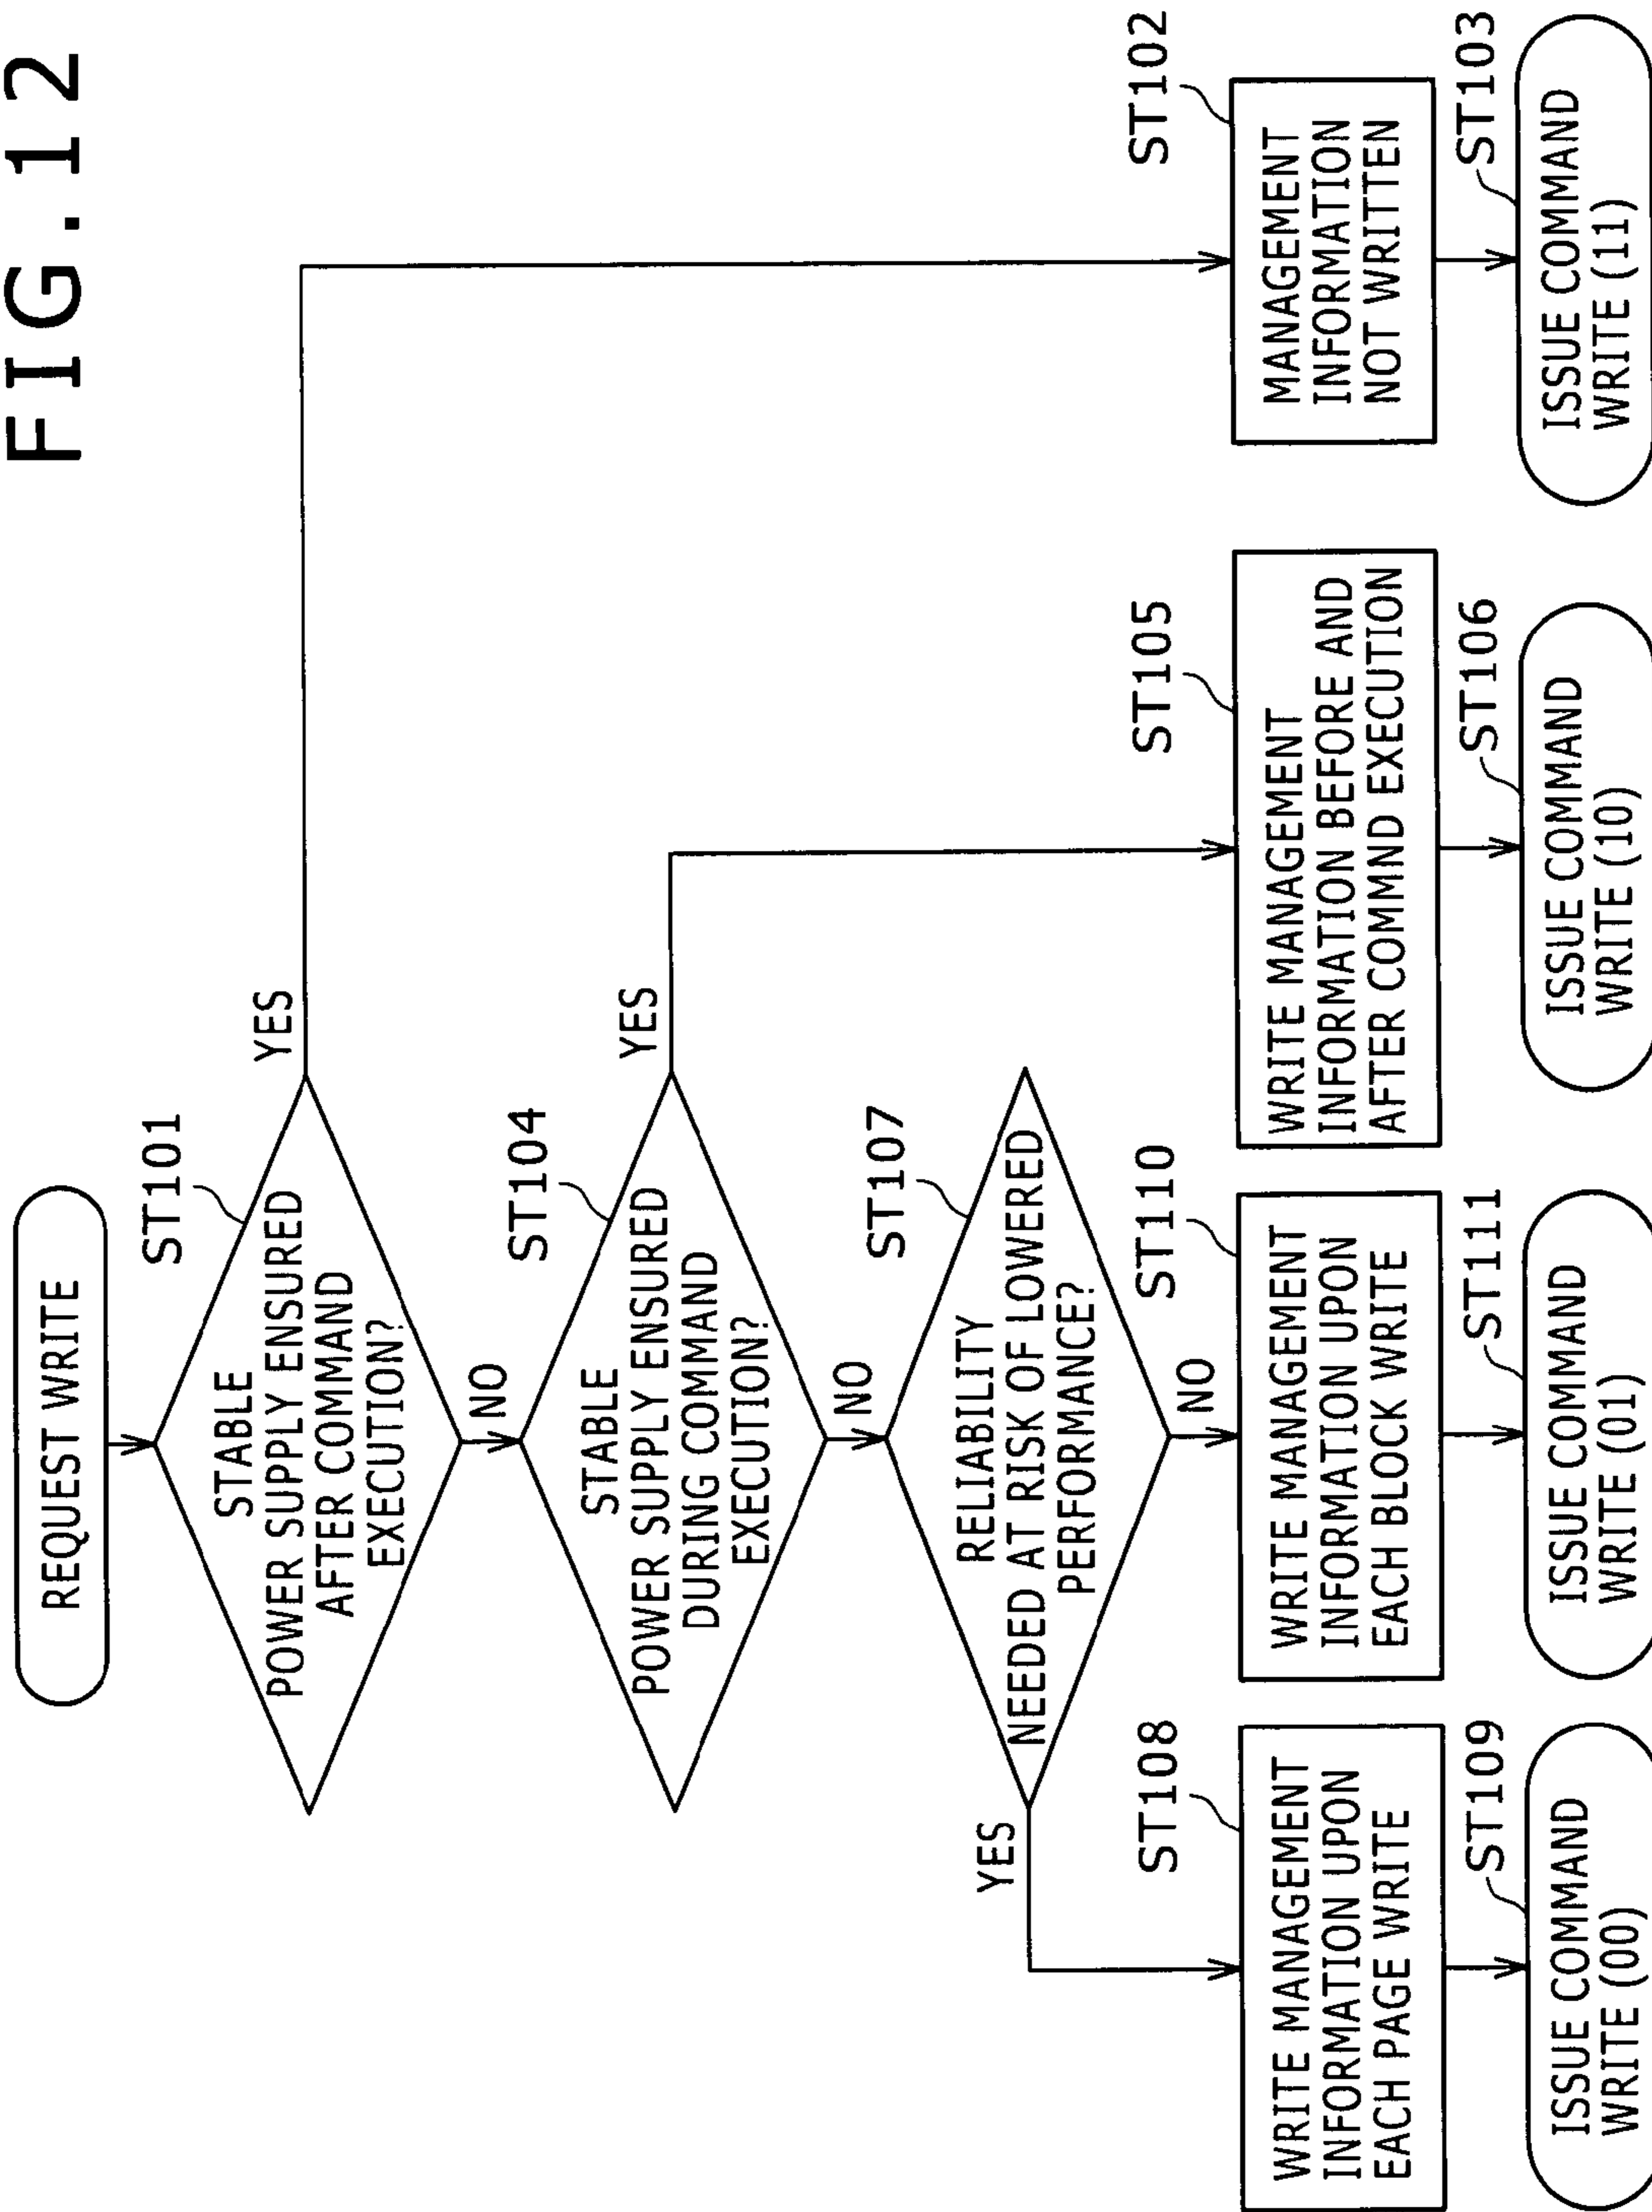 FIG.12
REQUEST WRITE
ST101
STABLE
POWER SUPPLY ENSURED
AFTER COMMAND
EXECUTION?
YES
NO
ST104
STABLE
POWER SUPPLY ENSURED
DURING COMMAND
EXECUTION?
YES
NO
ST107
RELIABILITY
NEEDED AT RISK OF LOWERED
PERFORMANCE?
YES
NO
ST108
WRITE MANAGEMENT
INFORMATION UPON
EACH PAGE WRITE
ST109
ISSUE COMMAND
WRITE (00)
ST110
WRITE MANAGEMENT
INFORMATION UPON
EACH BLOCK WRITE
ST111
ISSUE COMMAND
WRITE (01)
ST105
WRITE MANAGEMENT
INFORMATION BEFORE AND
AFTER COMMND EXECUTION
ST106
ISSUE COMMAND
WRITE (10)
ST102
MANAGEMENT
INFORMATION
NOT WRITTEN
ST103
ISSUE COMMAND
WRITE (11)